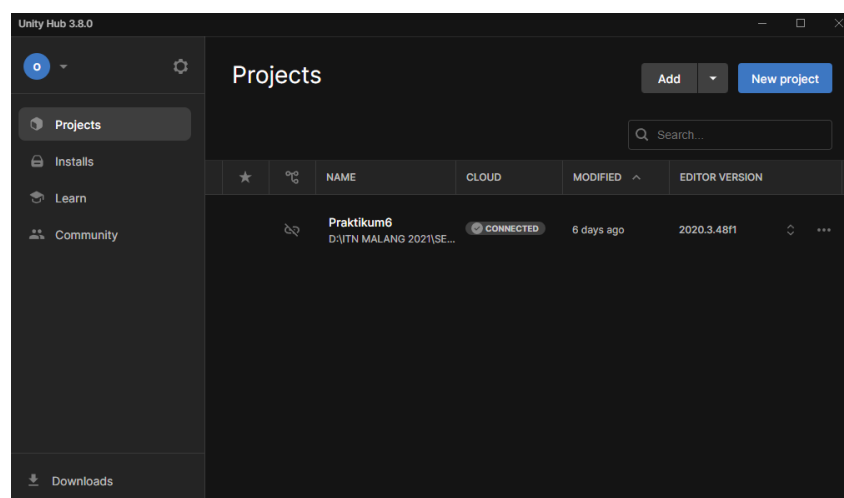 Unity Hub 3.8.0
O
Projects
Installs
Learn
Community
Downloads
Projects
Add
New project
Search...
NAME CLOUD MODIFIED EDITOR VERSION
Praktikum6
D:\ITN MALANG 2021\SE...
CONNECTED
6 days ago
2020.3.48f1